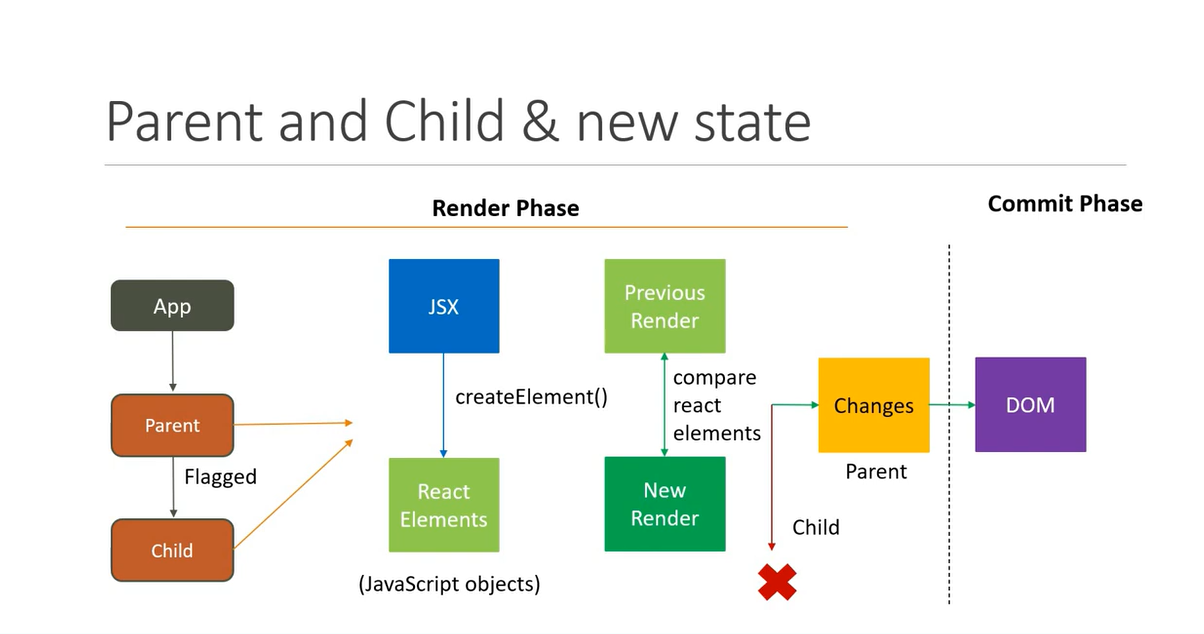 Parent and Child & new state
Render Phase
Commit Phase
App
Parent
Flagged
Child
JSX
createElement()
React
Elements
(JavaScript objects)
Previous
Render
compare
react
elements
New
Render
Changes
Parent
Child
DOM